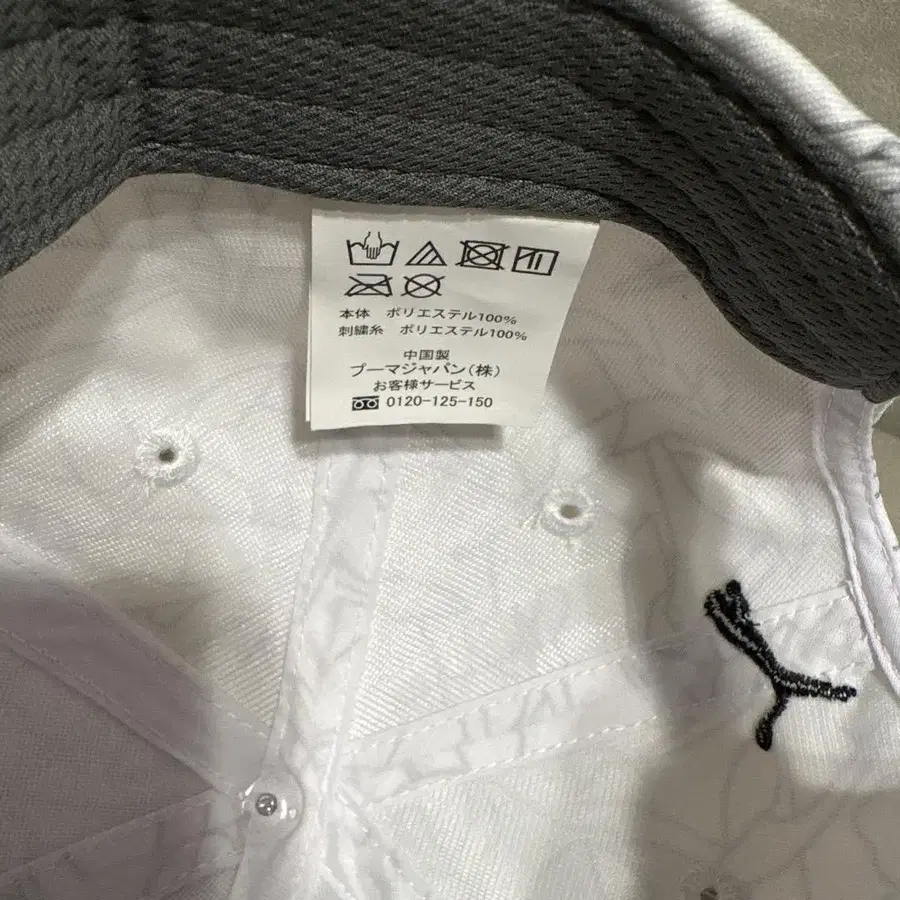 本体 ポリエステル100%
刺繍糸 ポリエステル100%
中国製
プーマジャパン(株)
お客様サービス
0120-125-150